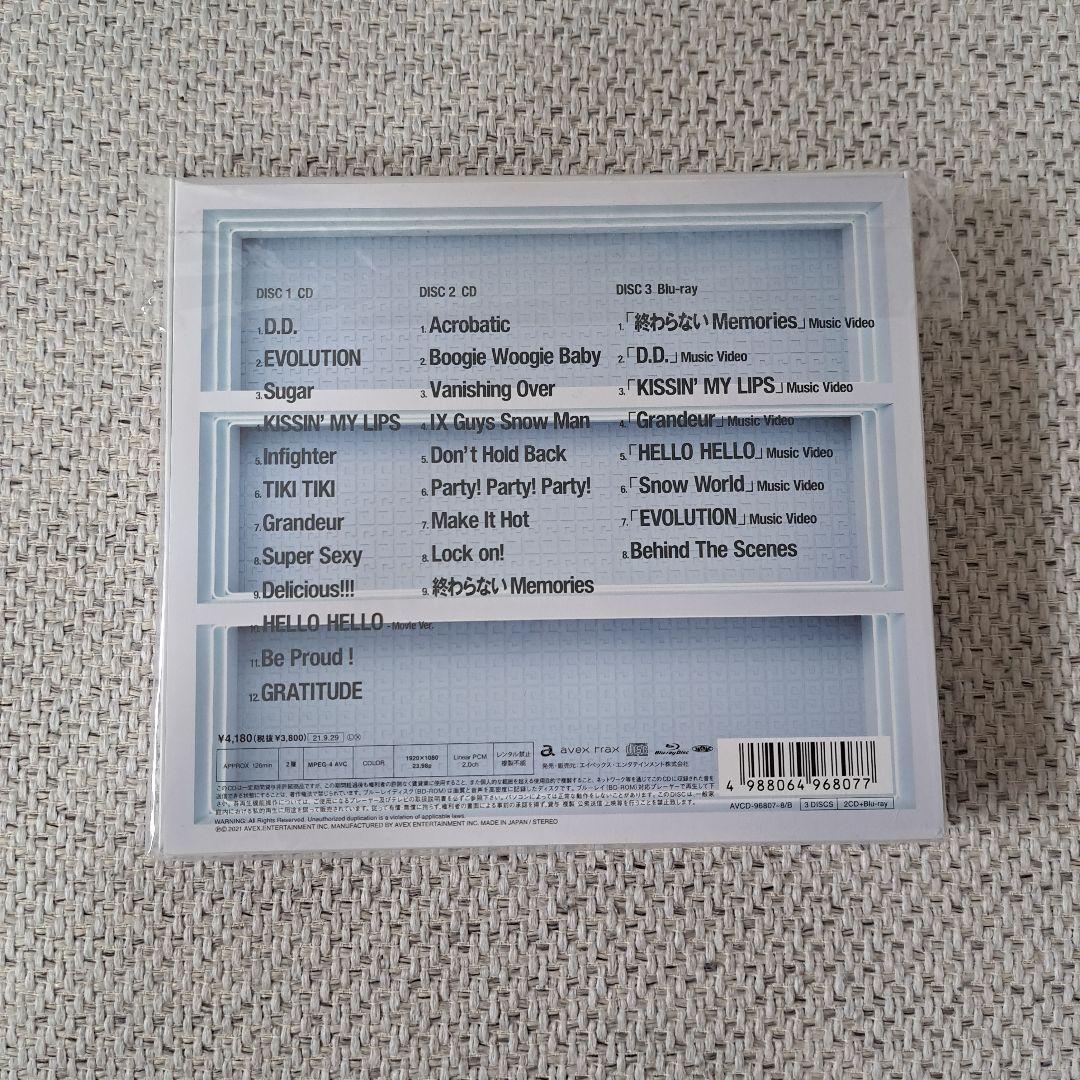 DISC 1 CD
1. D.D.
2. EVOLUTION
3. Sugar
4. KISSIN' MY LIPS
5. Infighter
6. TIKI TIKI
7. Grandeur
8. Super Sexy
9. Delicious!!!
10. HELLO HELLO - Movie Ver.
11. Be Proud !
12. GRATITUDE
DISC 2 CD
1. Acrobatic
2. Boogie Woogie Baby
3. Vanishing Over
4. IX Guys Snow Man
5. Don't Hold Back
6. Party! Party! Party!
7. Make It Hot
8. Lock on!
9. 終わらない Memories
DISC 3 Blu-ray
1.「終わらない Memories」Music Video
2.「D.D.」Music Video
3.「KISSIN' MY LIPS」Music Video
4.「Grandeur」Music Video
5.「HELLO HELLO」Music Video
6.「Snow World」Music Video
7.「EVOLUTION」Music Video
8. Behind The Scenes
¥4,180(税抜¥3,800) 21.9.29
APPROX 126min 2層 MPEG-4 AVC COLOR 1920×1080 23.98p Linear PCM 2.0ch レンタル禁止 複製不能
avex trax
Blu-ray Disc
発売・販売元: エイベックス・エンタテインメント株式会社
WARNING: All Rights Reserved. Unauthorized duplication is a violation of applicable laws.
℗©2021 AVEX ENTERTAINMENT INC. MANUFACTURED BY AVEX ENTERTAINMENT INC. MADE IN JAPAN / STEREO
4 988064 968077
AVCD-96807~8/B 3 DISCS 2CD+Blu-ray